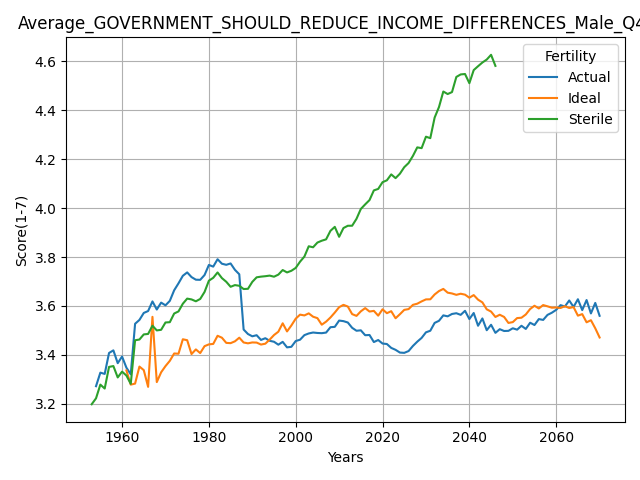 Average_GOVERNMENT_SHOULD_REDUCE_INCOME_DIFFERENCES_Male_Q4
Fertility
Actual
Ideal
Sterile
Score(1-7)
4.6
4.4
4.2
4.0
3.8
3.6
3.4
3.2
1960 1980 2000 2020 2040 2060
Years